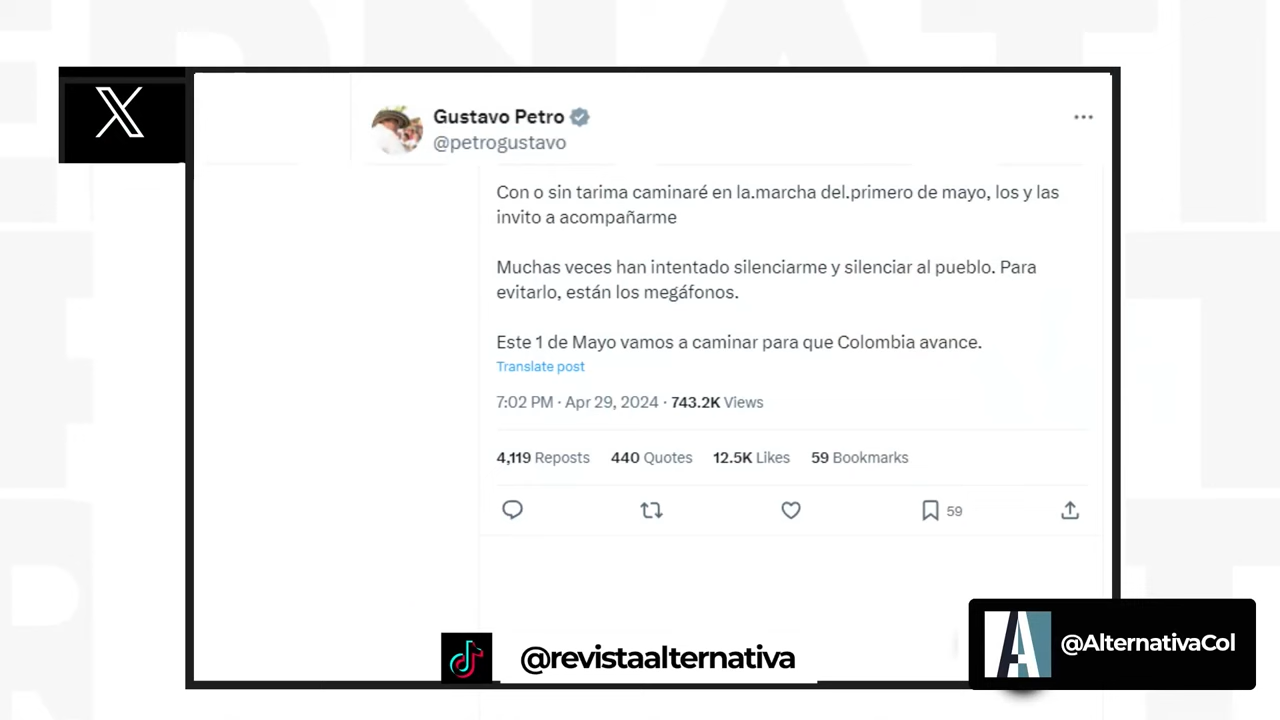 Gustavo Petro
@petrogustavo
Con o sin tarima caminaré en la.marcha del.primero de mayo, los y las
invito a acompañarme
Muchas veces han intentado silenciarme y silenciar al pueblo. Para
evitarlo, están los megáfonos.
Este 1 de Mayo vamos a caminar para que Colombia avance.
Translate post
7:02 PM · Apr 29, 2024 · 743.2K Views
4,119 Reposts 440 Quotes 12.5K Likes 59 Bookmarks
59
@revistaalternativa
@AlternativaCol